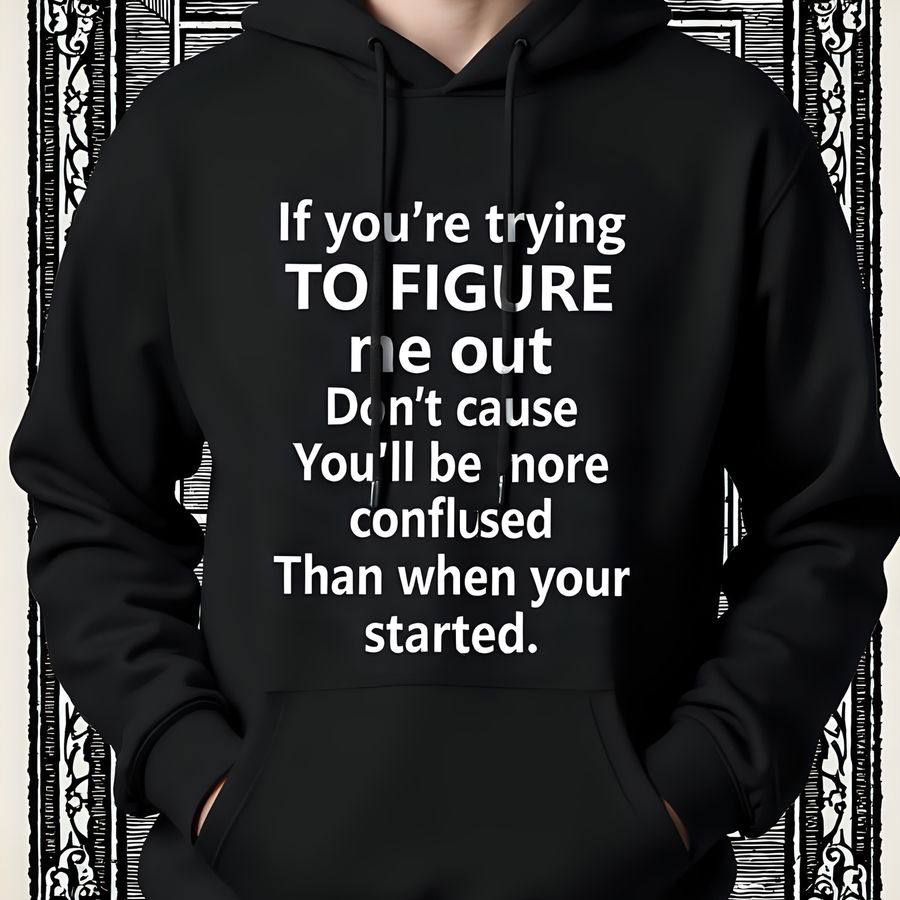 If you’re trying
TO FIGURE
me out
Don’t cause
You’ll be more
conflused
Than when your
started.